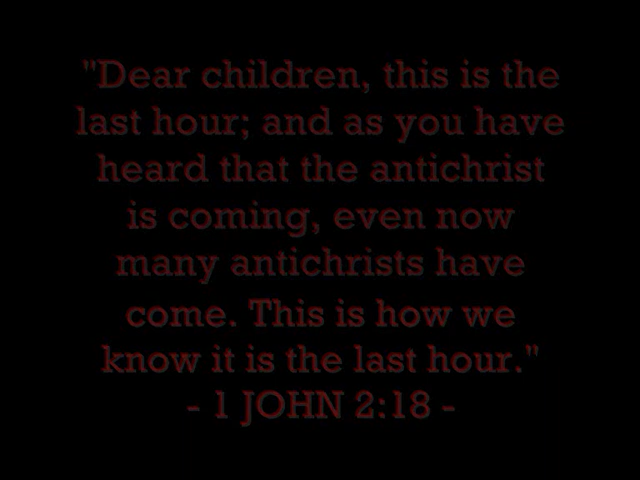 "Dear children, this is the
last hour; and as you have
heard that the antichrist
is coming, even now
many antichrists have
come. This is how we
know it is the last hour."
- 1 JOHN 2:18 -